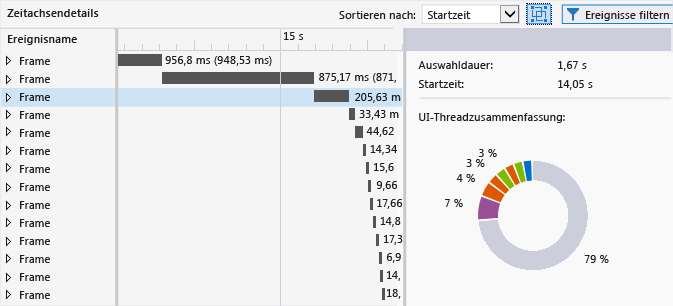 Zeitachsendetails
Sortieren nach: Startzeit Ereignisse filtern
Ereignisname
15 s
Frame 956,8 ms (948,53 ms)
Frame 875,17 ms (871,
Frame 205,63 m
Frame 33,43 m
Frame 44,62
Frame 14,34
Frame 15,6
Frame 9,66
Frame 17,66
Frame 14,8
Frame 17,3
Frame 6,9
Frame 14,
Frame 18,
Auswahldauer: 1,67 s
Startzeit: 14,05 s
UI-Threadzusammenfassung:
3 %
3 %
4 %
7 %
79 %